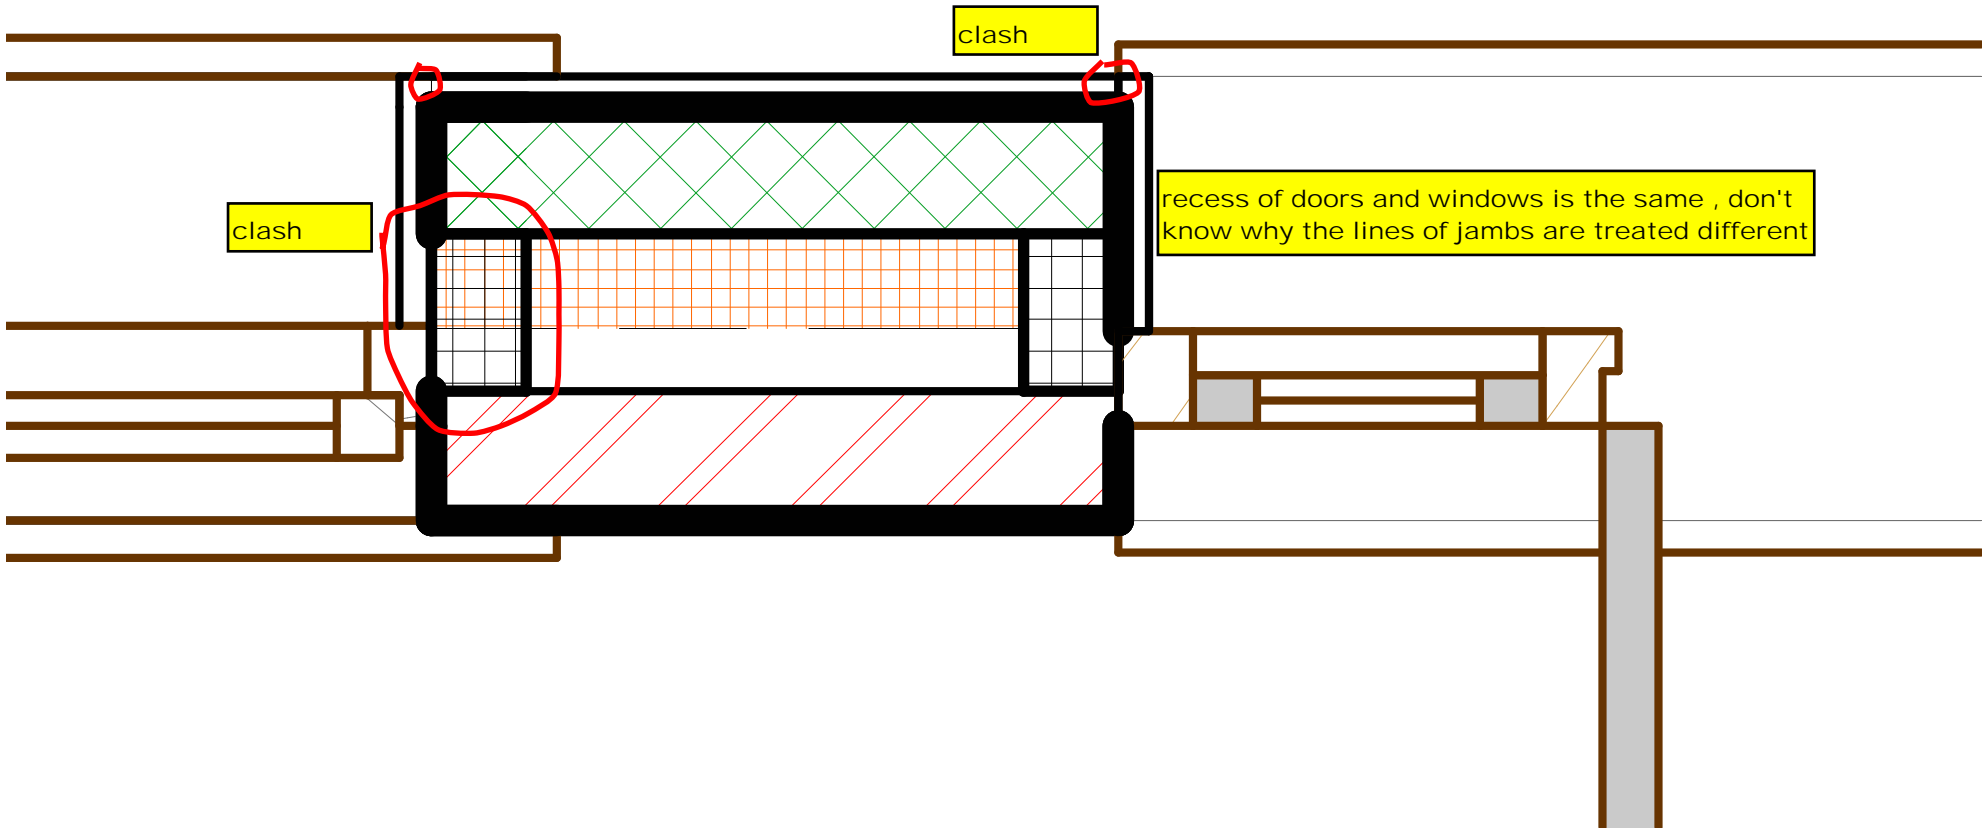 clash
clash
recess of doors and windows is the same , don't
know why the lines of jambs are treated different